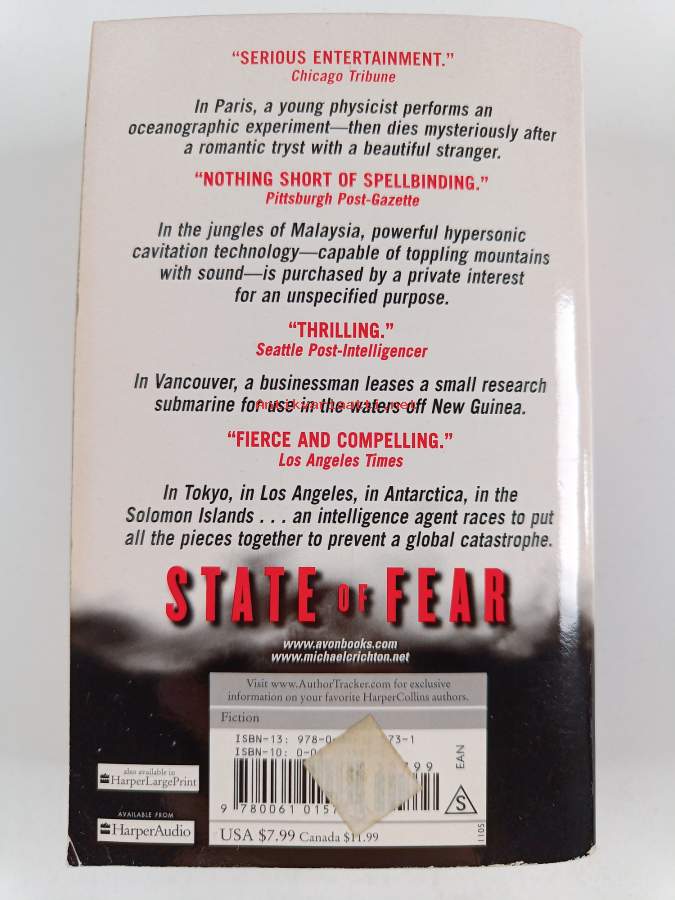 “SERIOUS ENTERTAINMENT.”
Chicago Tribune
In Paris, a young physicist performs an
oceanographic experiment—then dies mysteriously after
a romantic tryst with a beautiful stranger.
“NOTHING SHORT OF SPELLBINDING.”
Pittsburgh Post-Gazette
In the jungles of Malaysia, powerful hypersonic
cavitation technology—capable of toppling mountains
with sound—is purchased by a private interest
for an unspecified purpose.
“THRILLING.”
Seattle Post-Intelligencer
In Vancouver, a businessman leases a small research
submarine for use in the waters off New Guinea.
“FIERCE AND COMPELLING.”
Los Angeles Times
In Tokyo, in Los Angeles, in Antarctica, in the
Solomon Islands . . . an intelligence agent races to put
all the pieces together to prevent a global catastrophe.
STATE OF FEAR
www.avonbooks.com
www.michaelcrichton.net
Visit www.AuthorTracker.com for exclusive
information on your favorite HarperCollins authors.
Fiction
ISBN-13: 978-0- 73-1
ISBN-10: 0-0
99
EAN
9 780061 015
S
USA $7.99 Canada $11.99
1105
also available in
HarperLargePrint
AVAILABLE FROM
HarperAudio